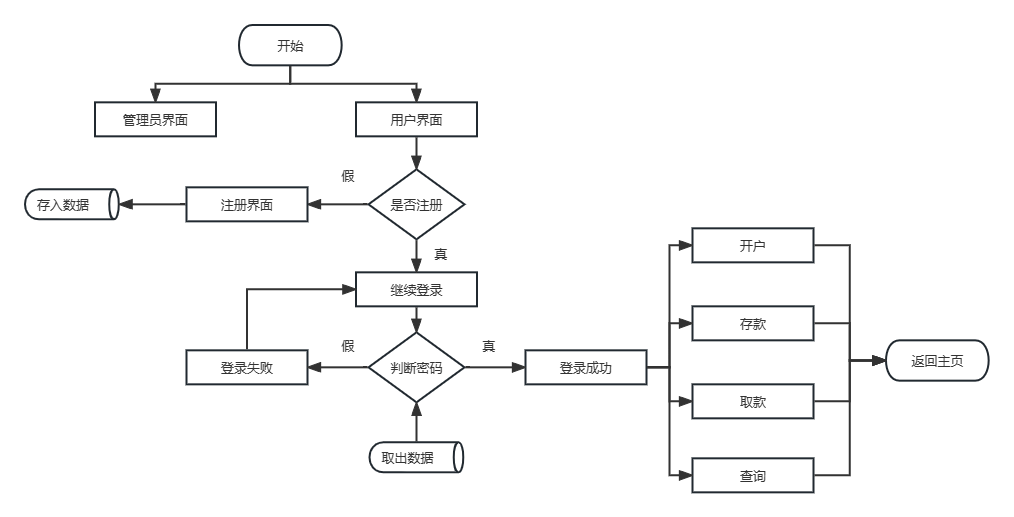 开始
管理员界面
用户界面
假
存入数据
注册界面
是否注册
真
开户
继续登录
存款
假
真
返回主页
登录失败
判断密码
登录成功
取款
取出数据
查询